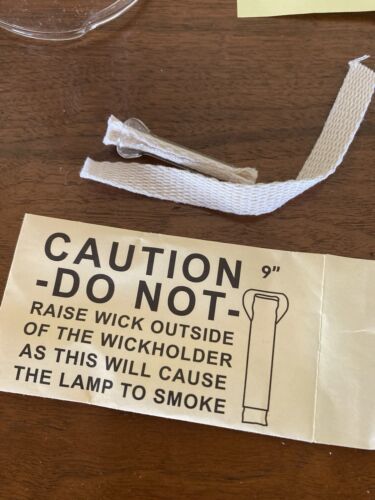 CAUTION 9"
-DO NOT-
RAISE WICK OUTSIDE
OF THE WICKHOLDER
AS THIS WILL CAUSE
THE LAMP TO SMOKE